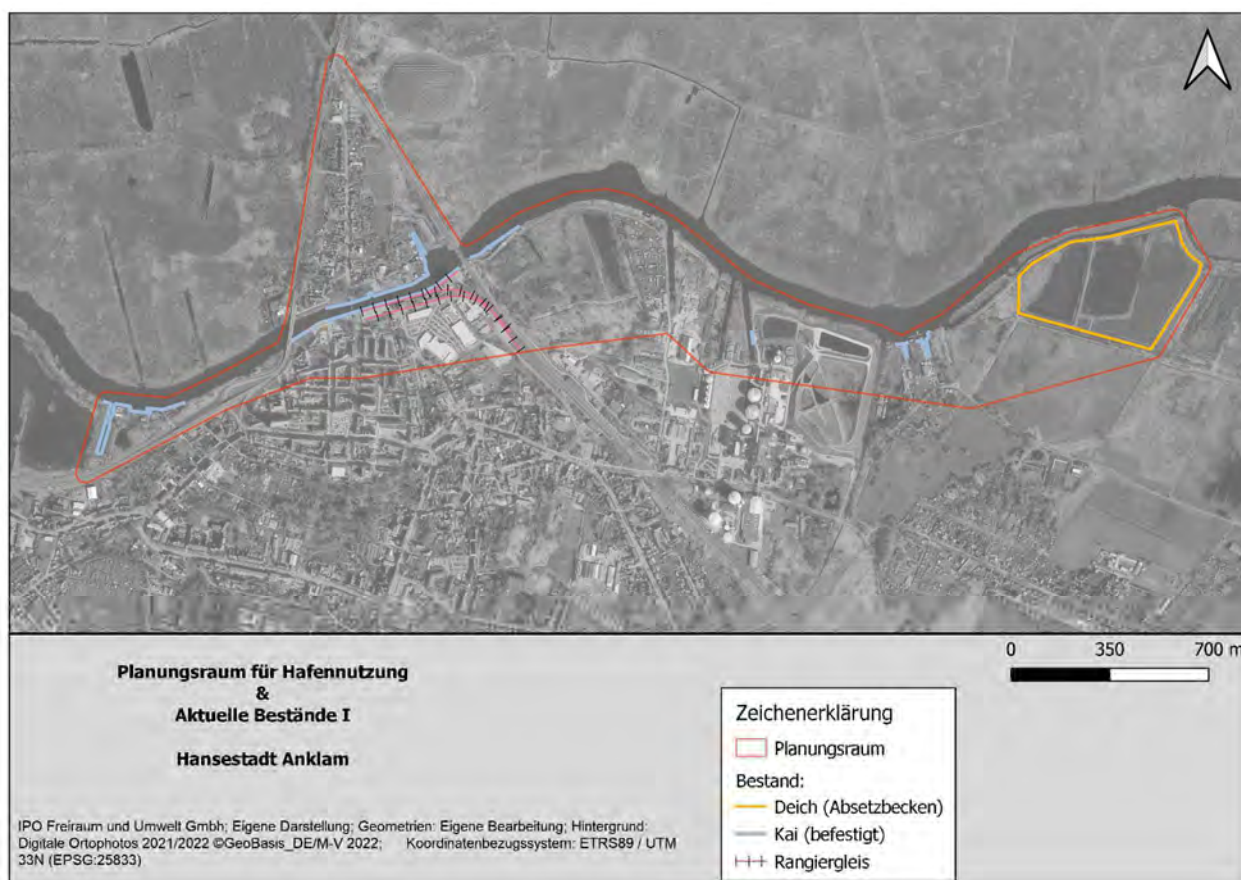 0 350 700 m
Planungsraum für Hafennutzung
&
Aktuelle Bestände I
Hansestadt Anklam
IPO Freiraum und Umwelt Gmbh; Eigene Darstellung; Geometrien: Eigene Bearbeitung; Hintergrund:
Digitale Ortophotos 2021/2022 ©GeoBasis_DE/M-V 2022; Koordinatenbezugssystem: ETRS89 / UTM
33N (EPSG:25833)
Zeichenerklärung
Planungsraum
Bestand:
Deich (Absetzbecken)
Kai (befestigt)
Rangiergleis